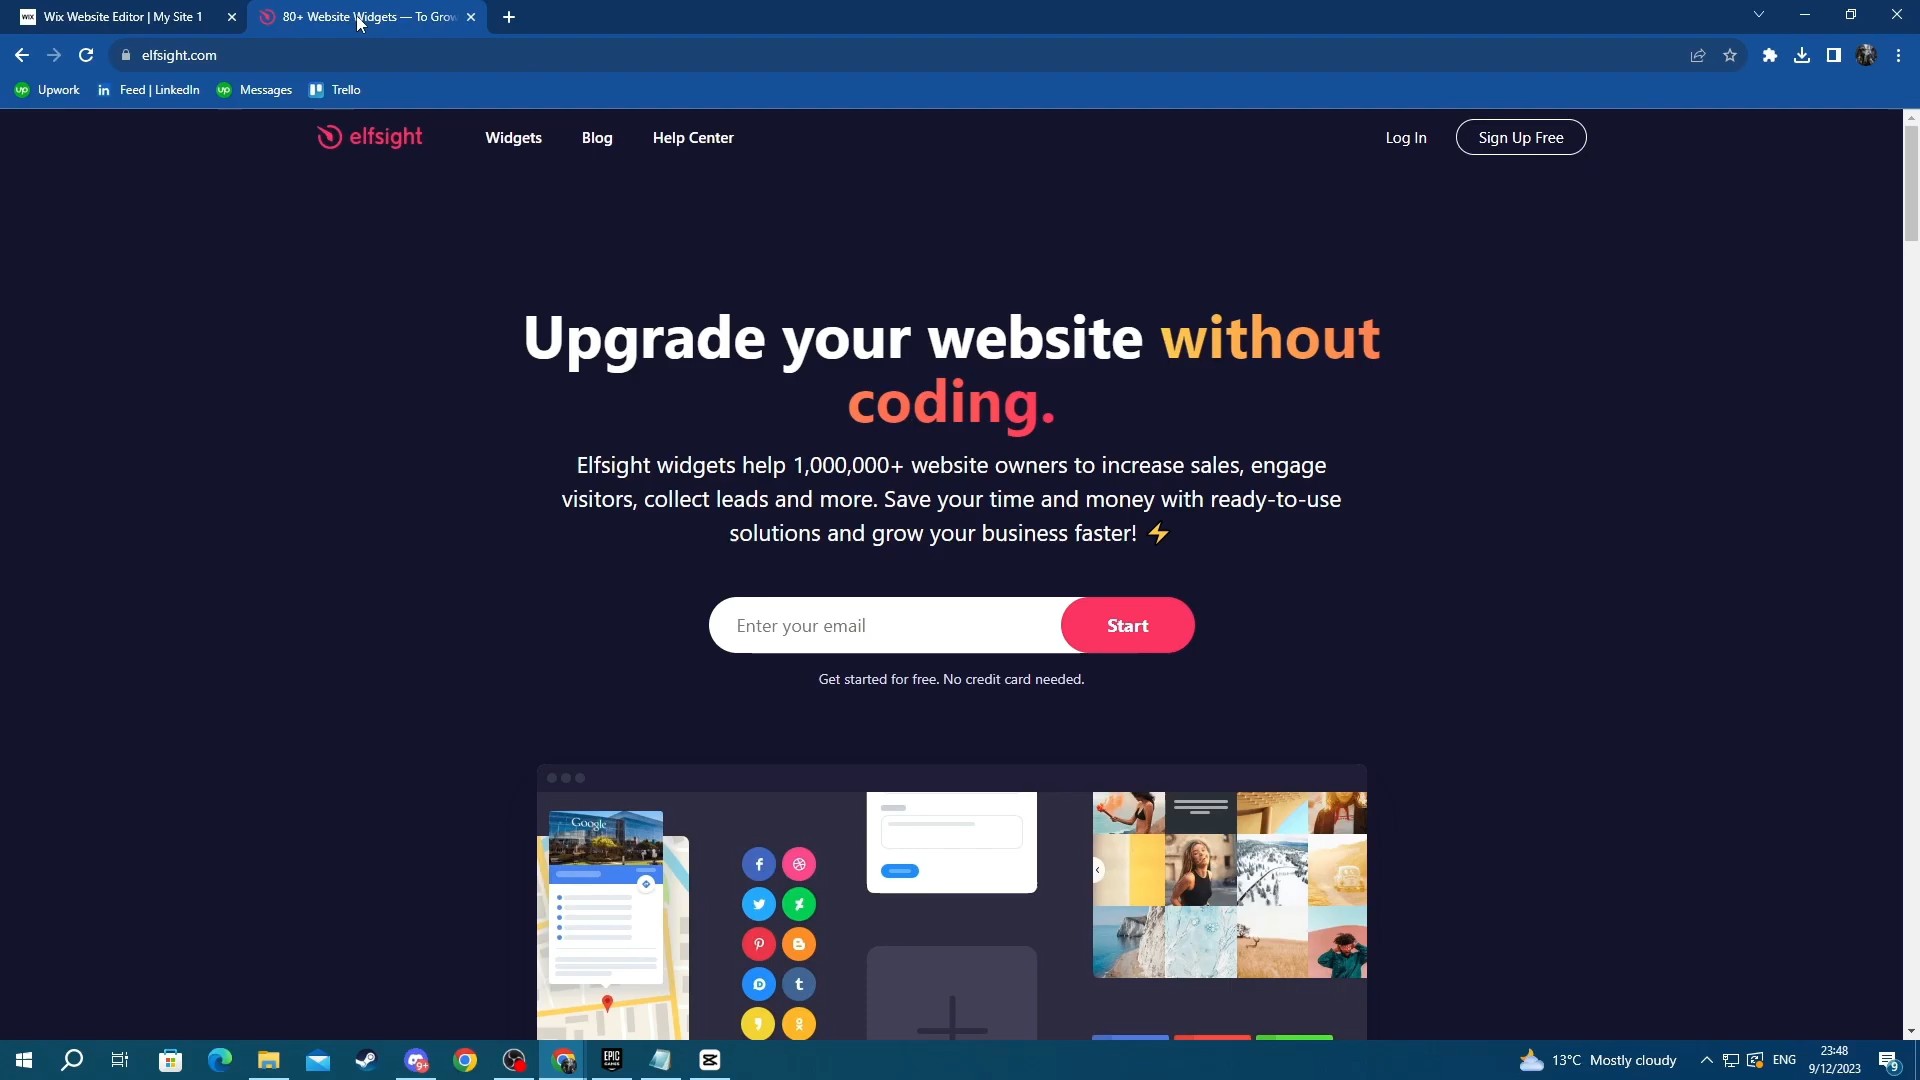 Wix Website Editor | My Site 1
80+ Website Widgets — To Grow
elfsight.com
Upwork
Feed | LinkedIn
Messages
Trello
elfsight
Widgets
Blog
Help Center
Log In
Sign Up Free
Upgrade your website without
coding.
Elfsight widgets help 1,000,000+ website owners to increase sales, engage
visitors, collect leads and more. Save your time and money with ready-to-use
solutions and grow your business faster! ⚡
Enter your email
Start
Get started for free. No credit card needed.
Google
13°C Mostly cloudy
ENG
23:48
9/12/2023
9
9+
EPIC
GAMES